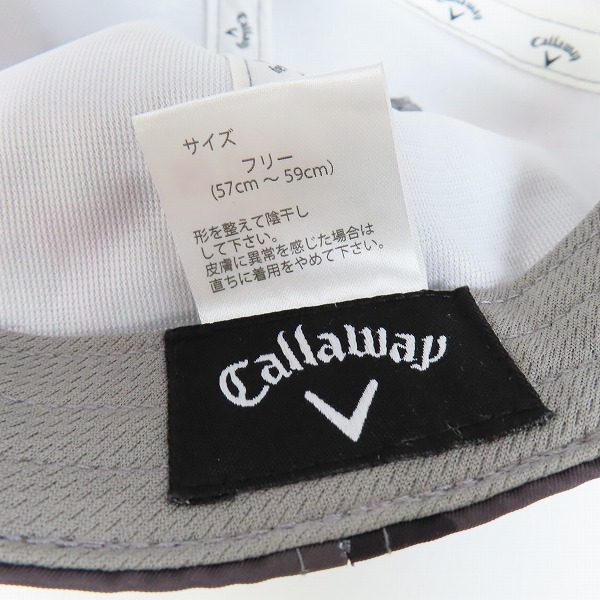 Callaway
Callaway
サイズ
フリー
(57cm ～ 59cm)
形を整えて陰干し
して下さい。
皮膚に異常を感じた場合は
直ちに着用をやめて下さい。
Callaway